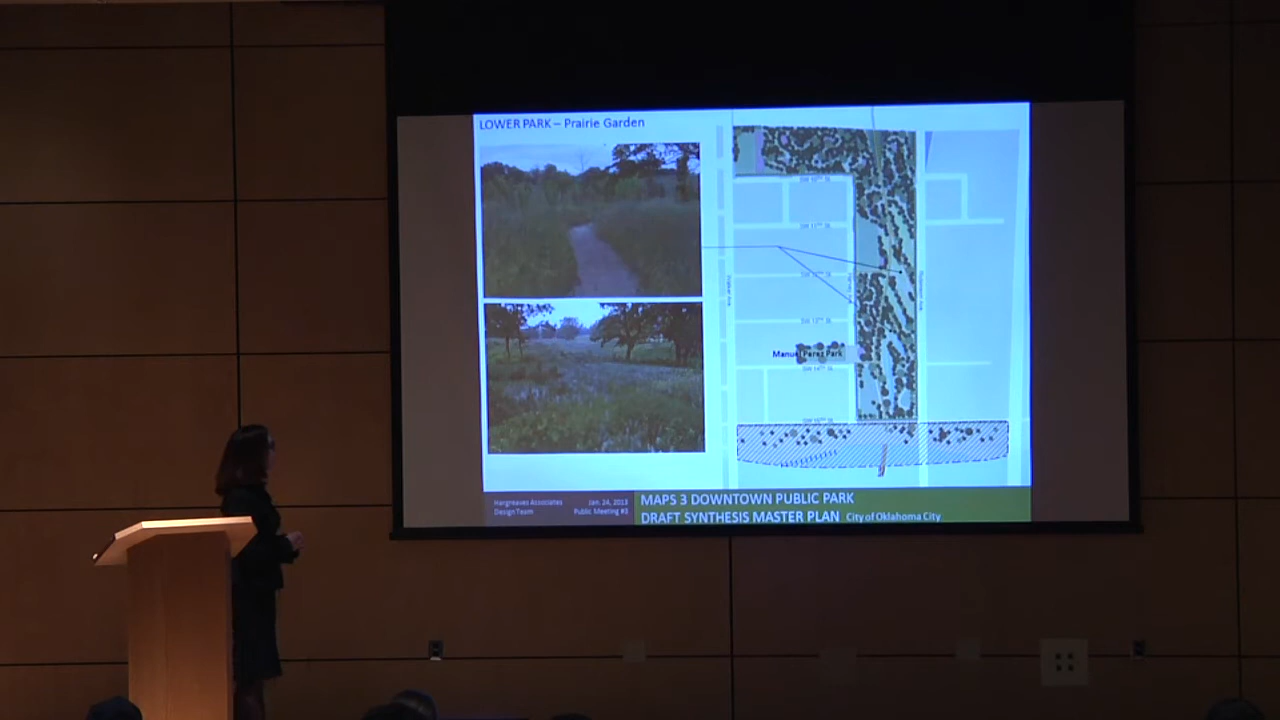 LOWER PARK – Prairie Garden
Manuel Perez Park
Hargreaves Associates
Design Team
Jan. 24, 2013
Public Meeting #3
MAPS 3 DOWNTOWN PUBLIC PARK
DRAFT SYNTHESIS MASTER PLAN City of Oklahoma City